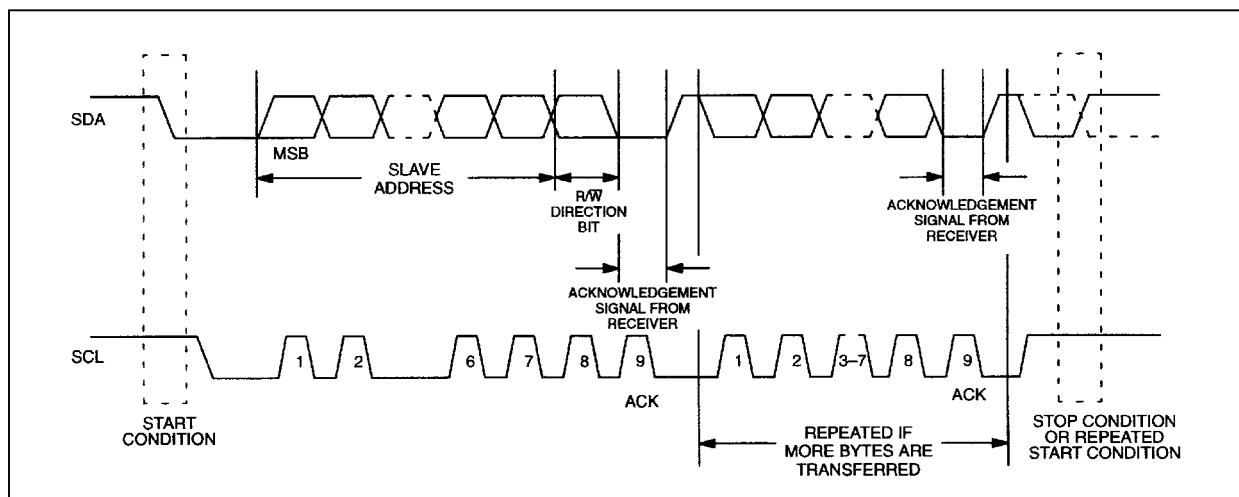 SDA
MSB
SLAVE
ADDRESS
R/W̅
DIRECTION
BIT
ACKNOWLEDGEMENT
SIGNAL FROM
RECEIVER
ACKNOWLEDGEMENT
SIGNAL FROM
RECEIVER
SCL
1 2 6 7 8 9 1 2 3–7 8 9
ACK ACK
START
CONDITION
REPEATED IF
MORE BYTES ARE
TRANSFERRED
STOP CONDITION
OR REPEATED
START CONDITION